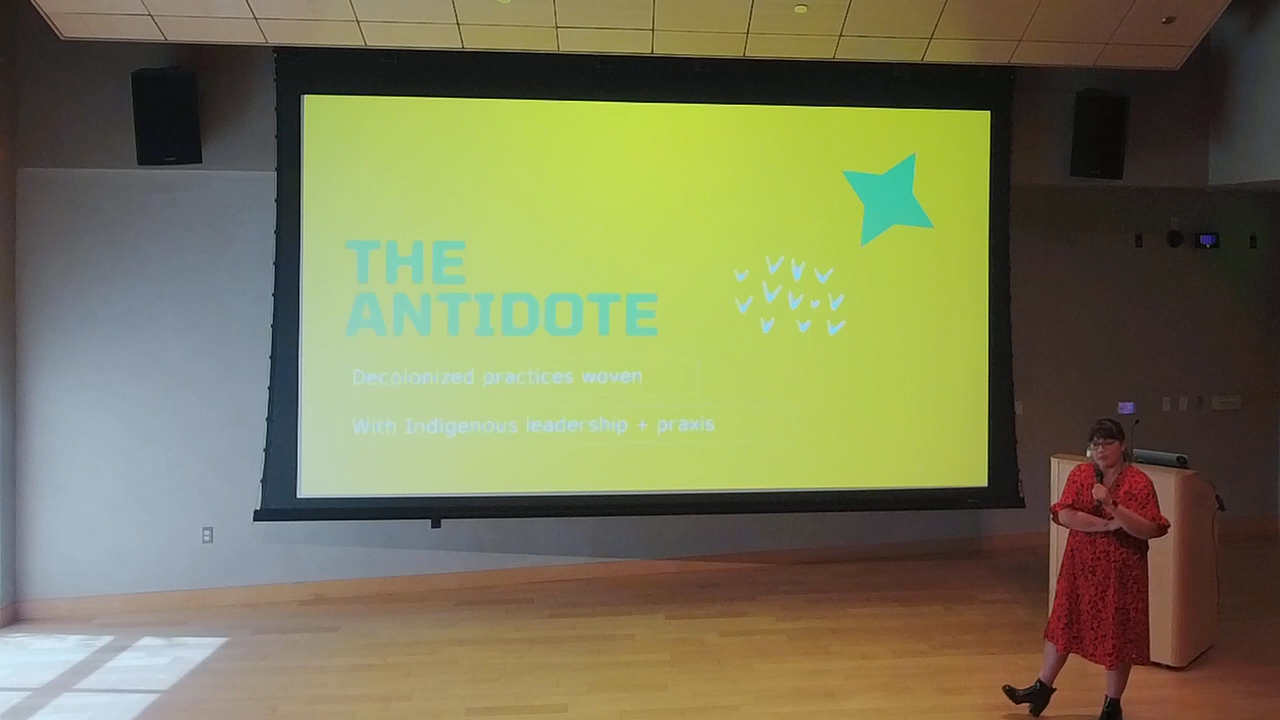 THE
ANTIDOTE
Decolonized practices woven
With Indigenous leadership + praxis